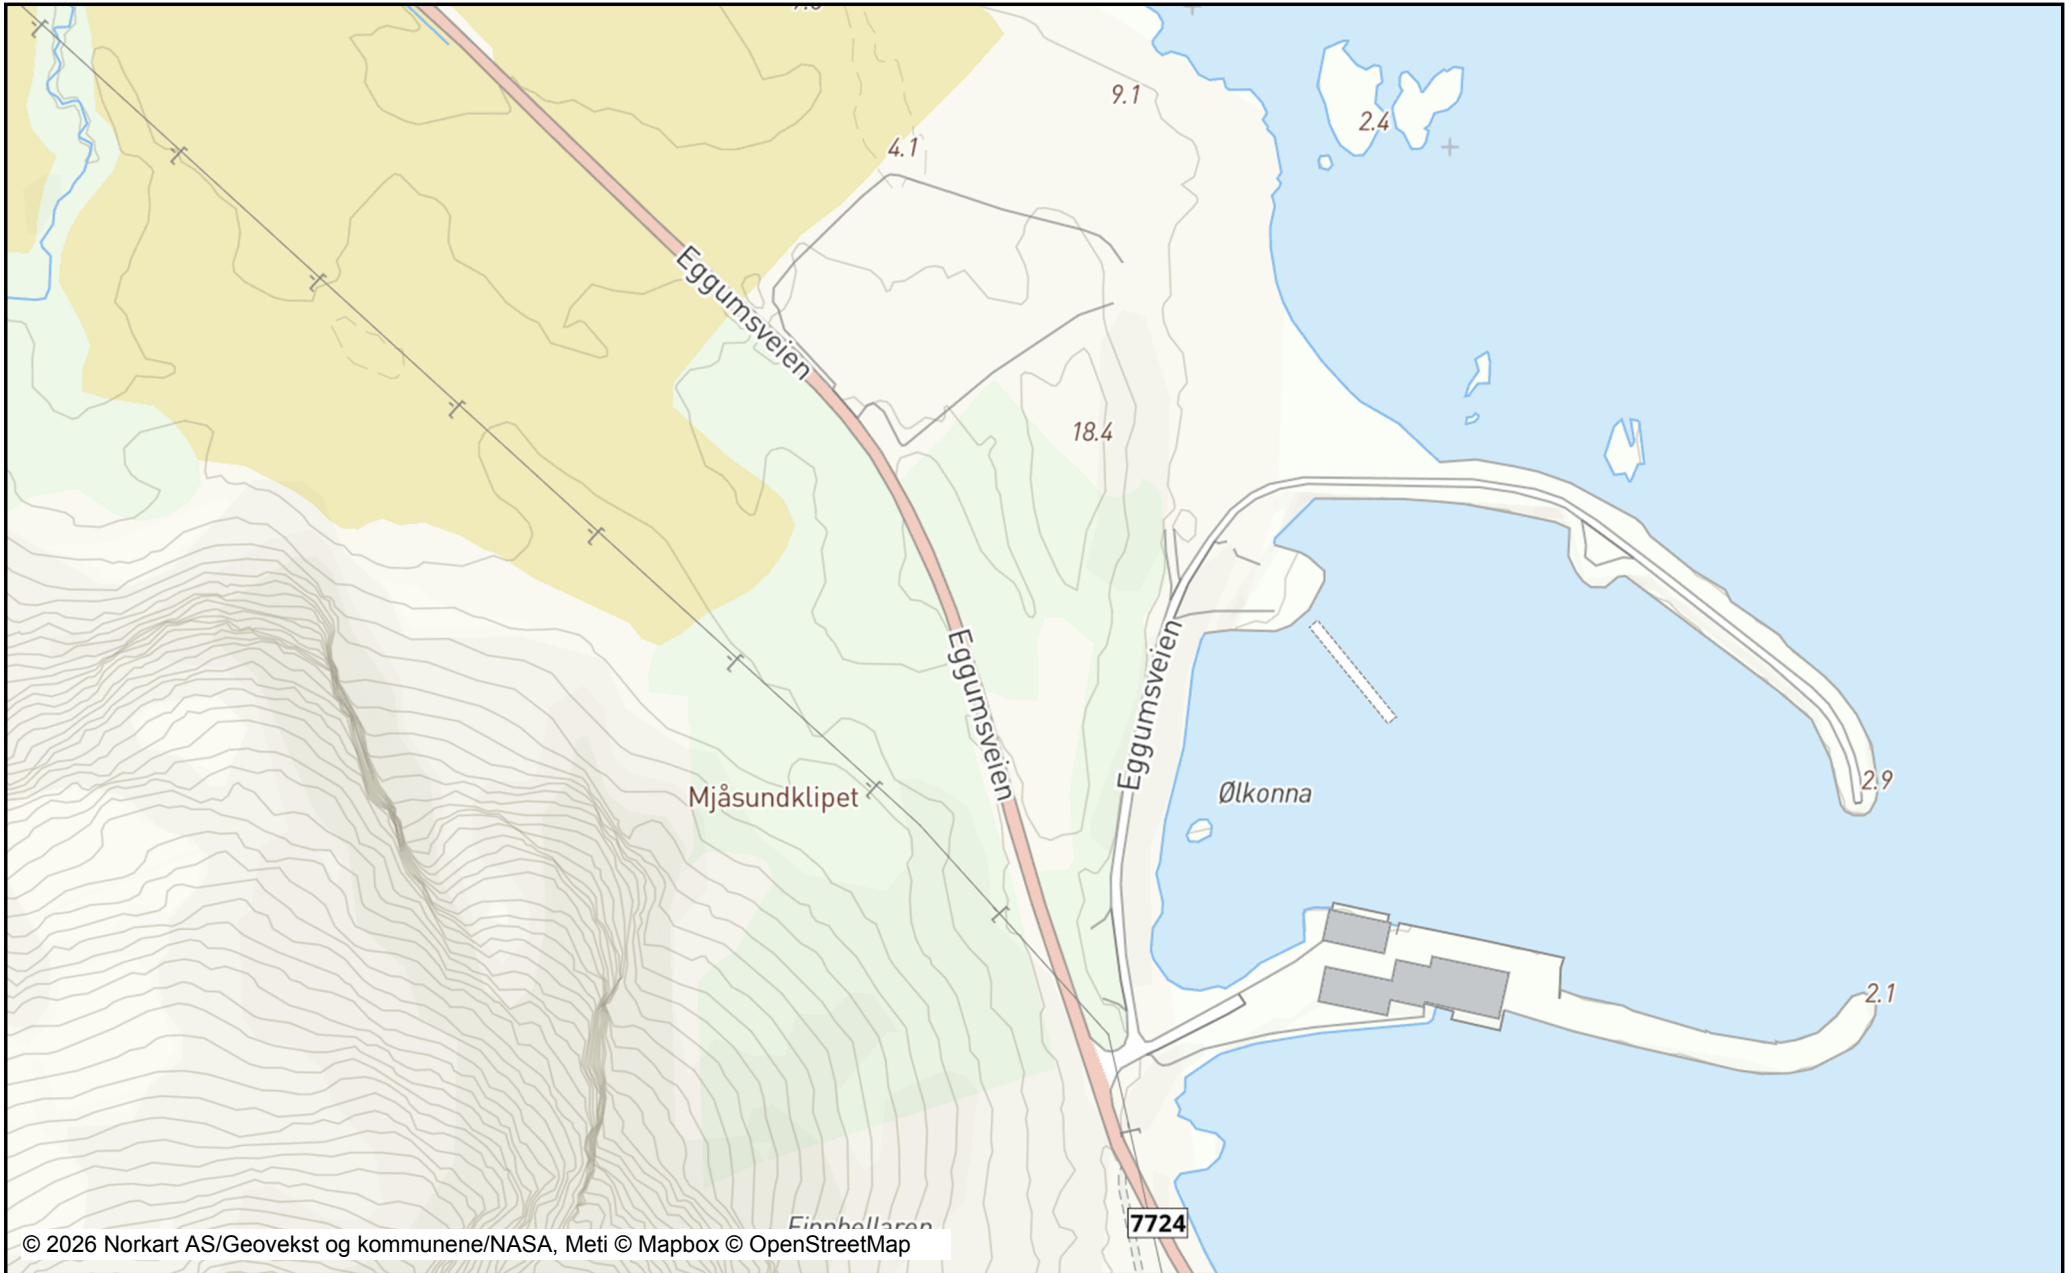 9.1
2.4
4.1
Eggumsveien
18.4
Eggumsveien
Eggumsveien
2.9
Mjåsundklipet
Ølkonna
2.1
7724
© 2026 Norkart AS/Geovekst og kommunene/NASA, Meti © Mapbox © OpenStreetMap